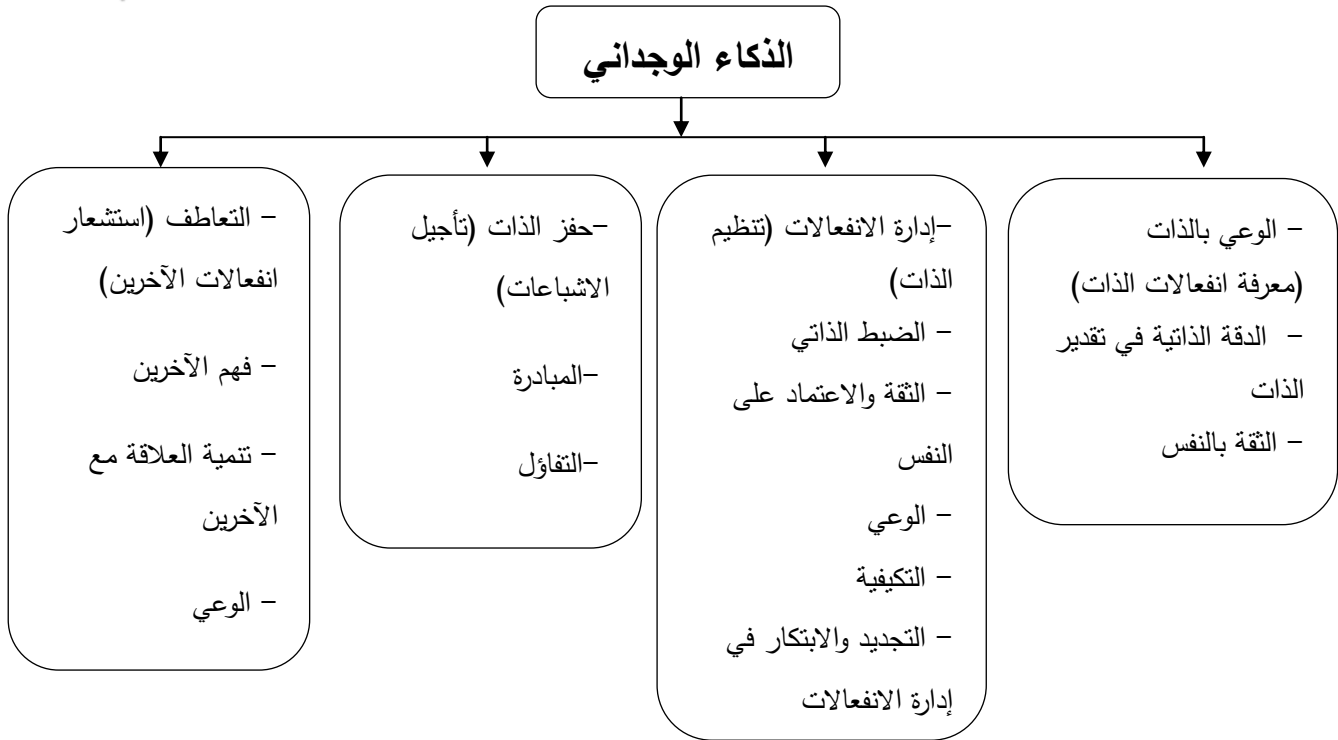 الذكاء الوجداني
– الوعي بالذات
(معرفة انفعالات الذات)
– الدقة الذاتية في تقدير
الذات
– الثقة بالنفس
–إدارة الانفعالات (تنظيم
الذات)
– الضبط الذاتي
– الثقة والاعتماد على
النفس
– الوعي
– التكيفية
– التجديد والابتكار في
إدارة الانفعالات
–حفز الذات (تأجيل
الاشباعات)
–المبادرة
–التفاؤل
– التعاطف (استشعار
انفعالات الآخرين)
– فهم الآخرين
– تنمية العلاقة مع
الآخرين
– الوعي